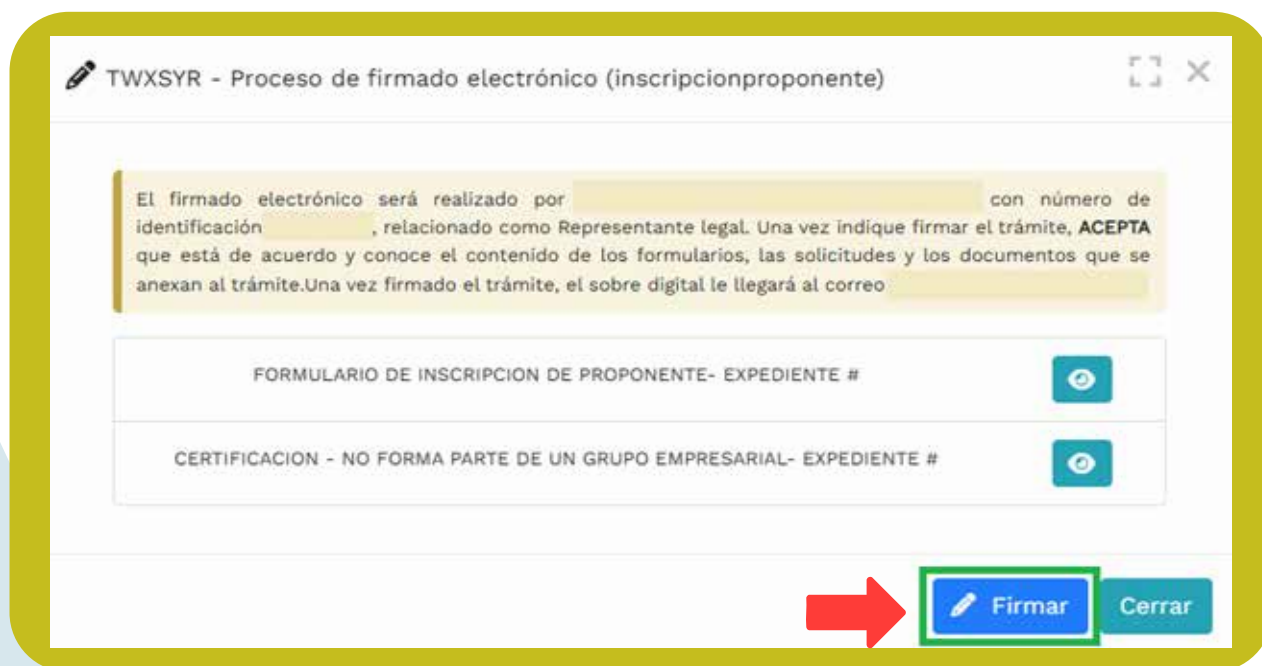 TWXSYR - Proceso de firmado electrónico (inscripcionproponente)
El firmado electrónico será realizado por con número de
identificación , relacionado como Representante legal. Una vez indique firmar el trámite, ACEPTA
que está de acuerdo y conoce el contenido de los formularios, las solicitudes y los documentos que se
anexan al trámite.Una vez firmado el trámite, el sobre digital le llegará al correo
FORMULARIO DE INSCRIPCION DE PROPONENTE- EXPEDIENTE #
CERTIFICACION - NO FORMA PARTE DE UN GRUPO EMPRESARIAL- EXPEDIENTE #
Firmar
Cerrar